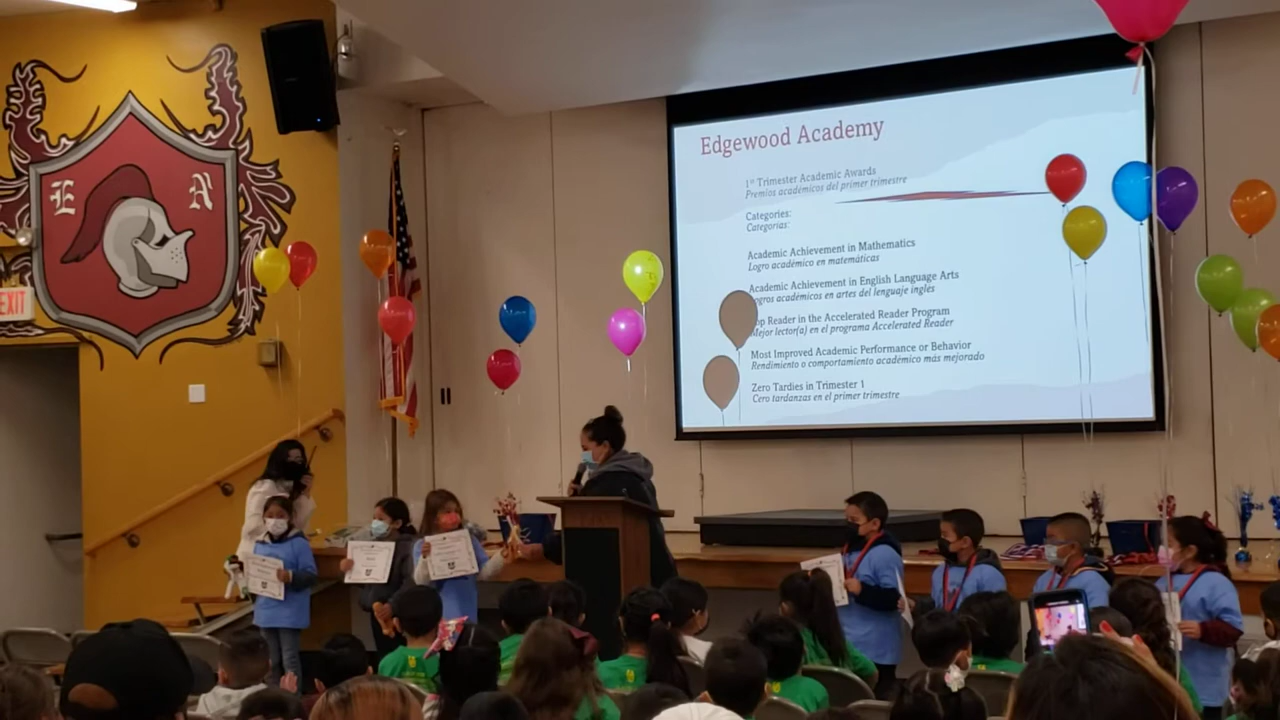 E A
EXIT
Edgewood Academy
1st Trimester Academic Awards
Premios académicos del primer trimestre
Categories:
Categorías:
Academic Achievement in Mathematics
Logro académico en matemáticas
Academic Achievement in English Language Arts
ogros académicos en artes del lenguaje ingles
op Reader in the Accelerated Reader Program
Mejor lector(a) en el programa Accelerated Reader
Most Improved Academic Performance or Behavior
Rendimiento o comportamiento académico más mejorado
Zero Tardies in Trimester 1
Cero tardanzas en el primer trimestre